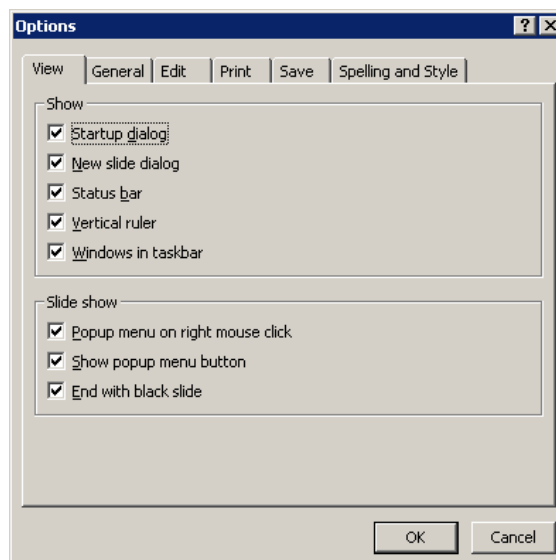 Options
View General Edit Print Save Spelling and Style
Show
Startup dialog
New slide dialog
Status bar
Vertical ruler
Windows in taskbar
Slide show
Popup menu on right mouse click
Show popup menu button
End with black slide
OK Cancel